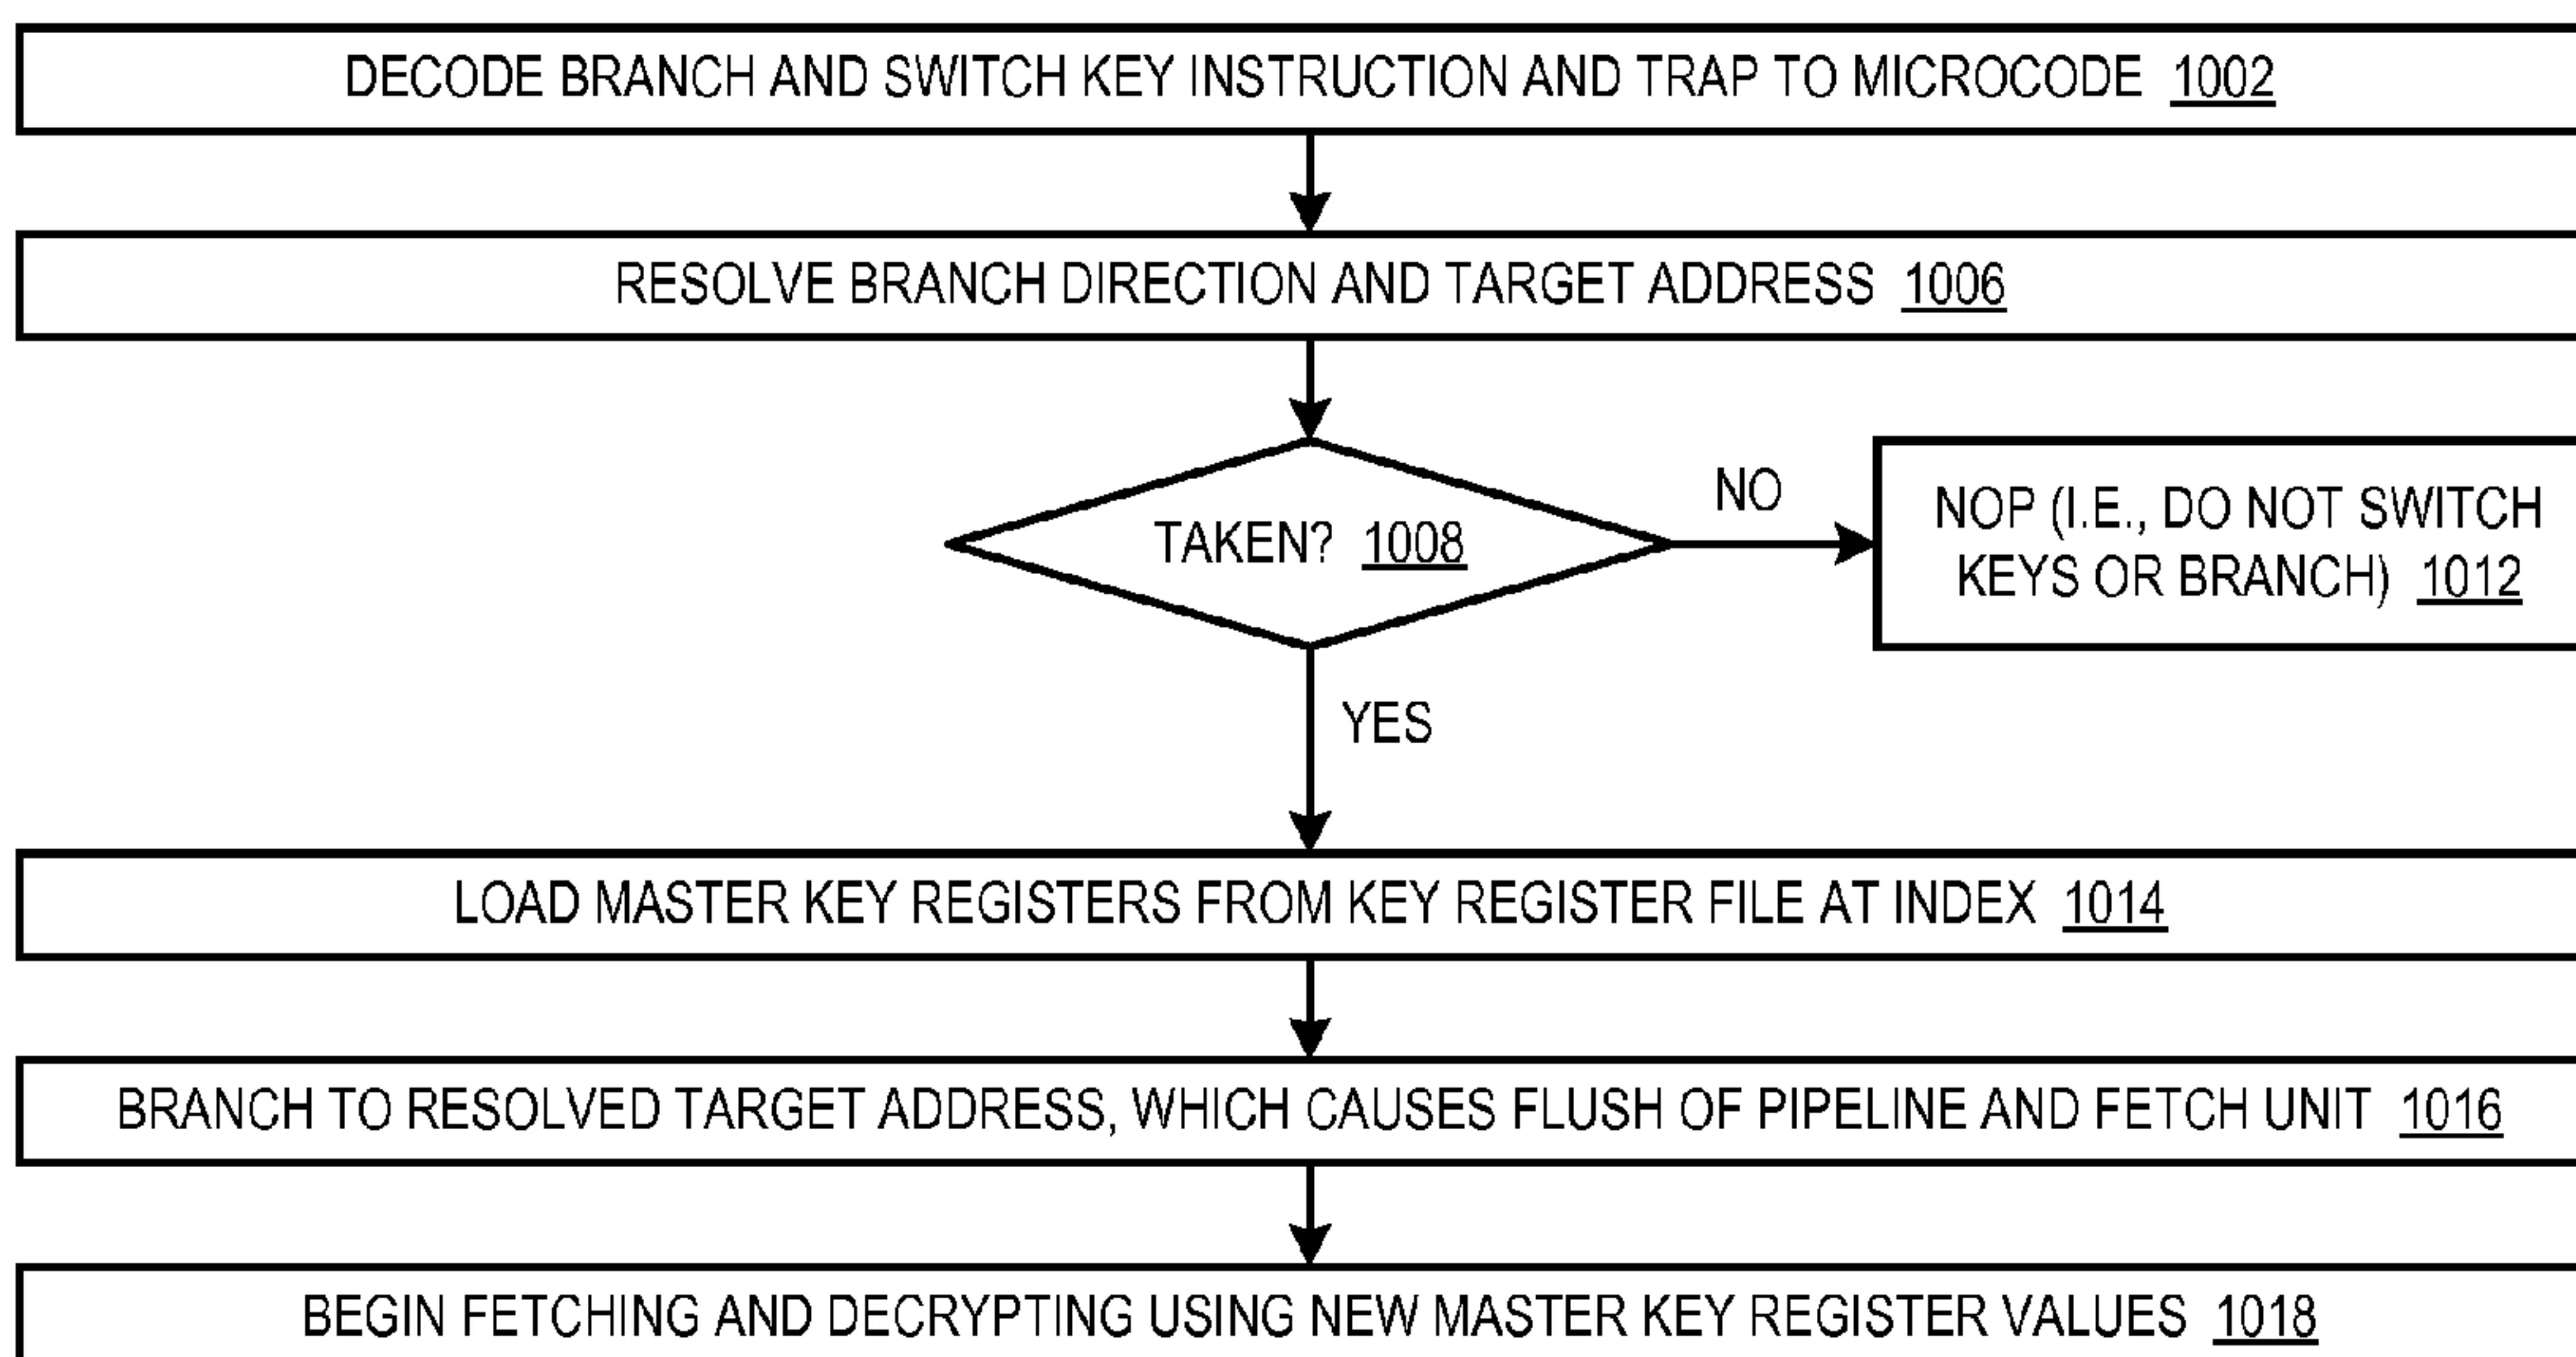 DECODE BRANCH AND SWITCH KEY INSTRUCTION AND TRAP TO MICROCODE 1002
RESOLVE BRANCH DIRECTION AND TARGET ADDRESS 1006
TAKEN? 1008
NO
NOP (I.E., DO NOT SWITCH
KEYS OR BRANCH) 1012
YES
LOAD MASTER KEY REGISTERS FROM KEY REGISTER FILE AT INDEX 1014
BRANCH TO RESOLVED TARGET ADDRESS, WHICH CAUSES FLUSH OF PIPELINE AND FETCH UNIT 1016
BEGIN FETCHING AND DECRYPTING USING NEW MASTER KEY REGISTER VALUES 1018